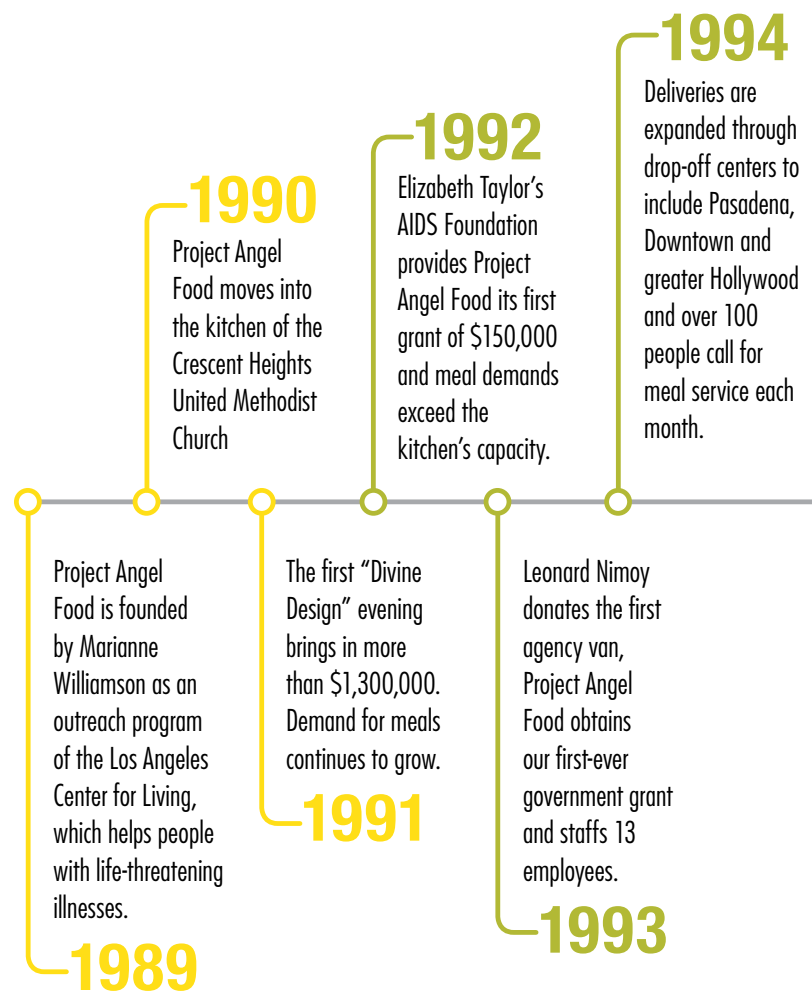 1994
Deliveries are
expanded through
drop-off centers to
include Pasadena,
Downtown and
greater Hollywood
and over 100
people call for
meal service each
month.
1992
Elizabeth Taylor’s
AIDS Foundation
provides Project
Angel Food its first
grant of $150,000
and meal demands
exceed the
kitchen’s capacity.
1990
Project Angel
Food moves into
the kitchen of the
Crescent Heights
United Methodist
Church
Project Angel
Food is founded
by Marianne
Williamson as an
outreach program
of the Los Angeles
Center for Living,
which helps people
with life-threatening
illnesses.
1989
The first “Divine
Design” evening
brings in more
than $1,300,000.
Demand for meals
continues to grow.
1991
Leonard Nimoy
donates the first
agency van,
Project Angel
Food obtains
our first-ever
government grant
and staffs 13
employees.
1993